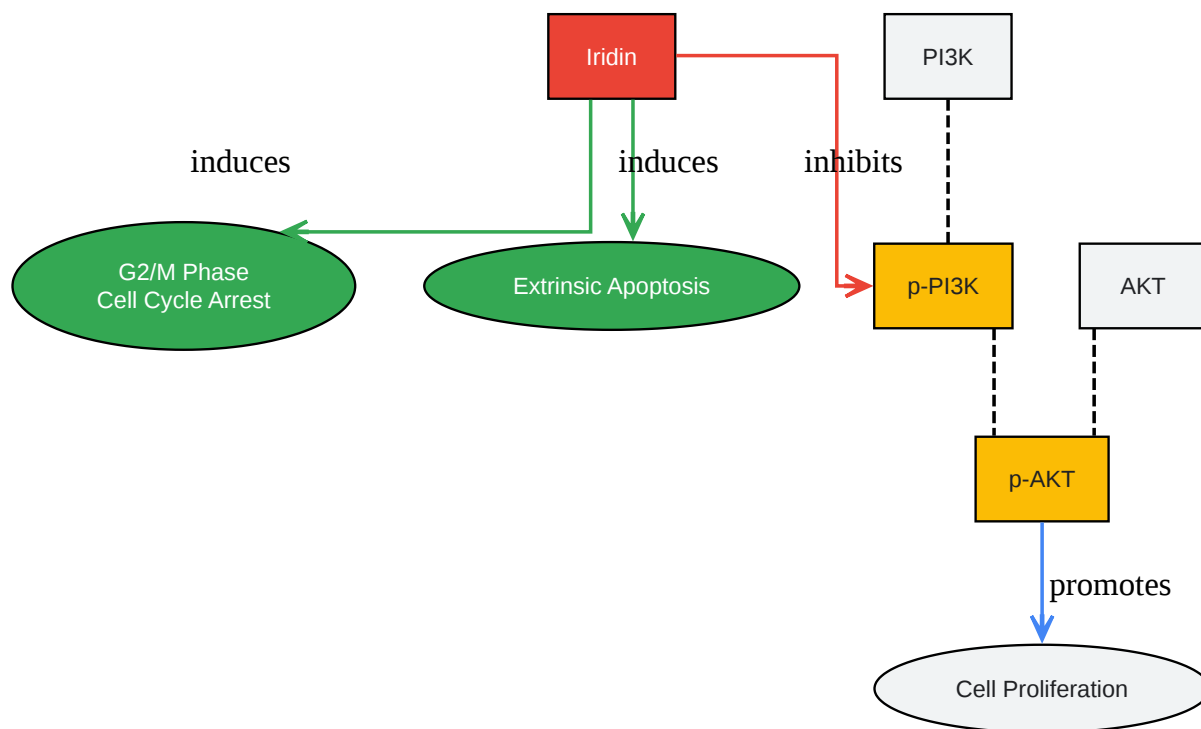 Iridin
PI3K
induces
induces
inhibits
G2/M Phase
Cell Cycle Arrest
Extrinsic Apoptosis
p-PI3K
AKT
p-AKT
promotes
Cell Proliferation